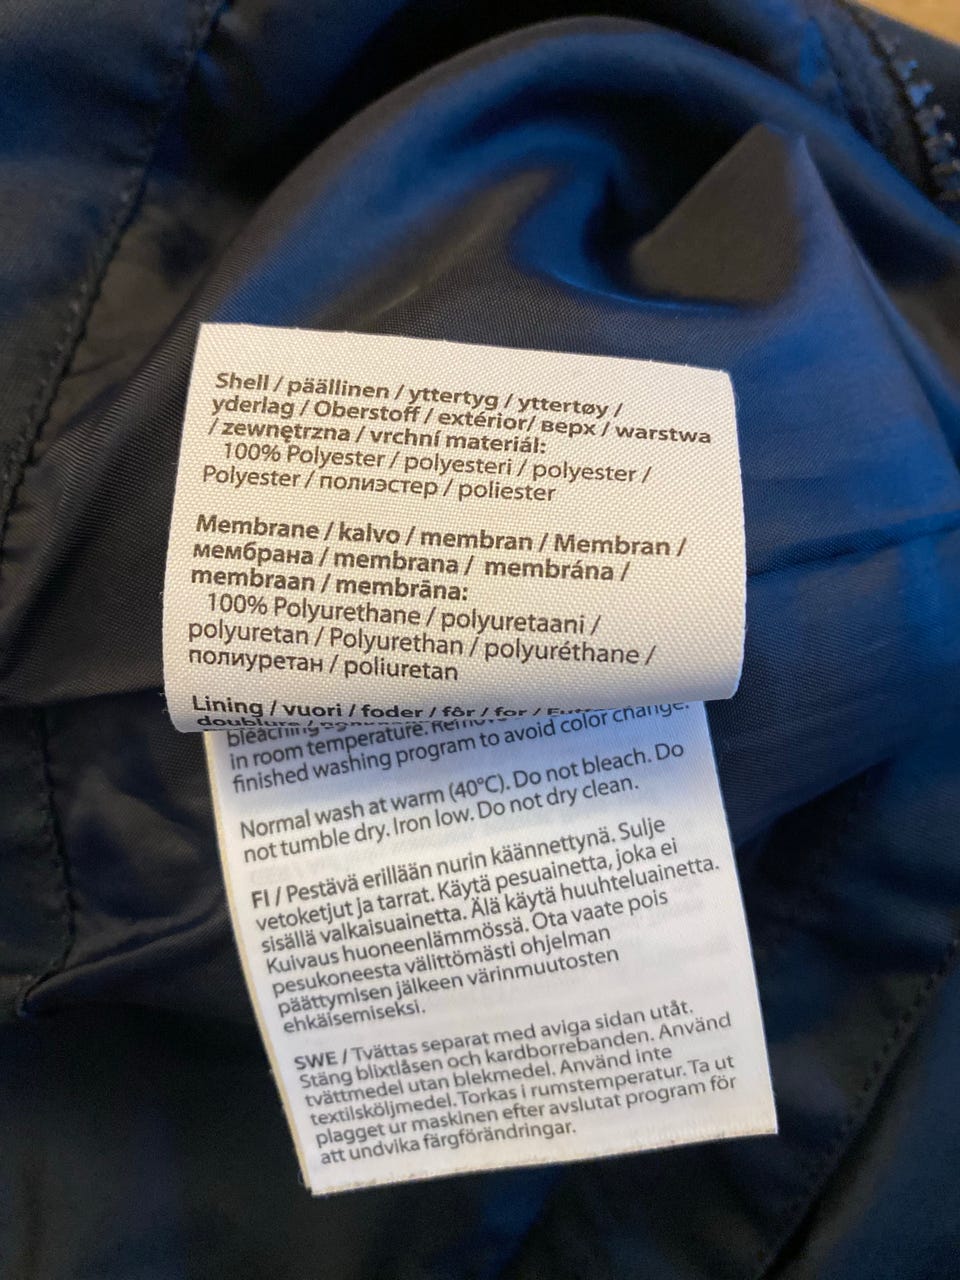 Shell / päällinen / yttertyg / yttertøy /
yderlag / Oberstoff / extérior/ верх / warstwa
/ zewnętrzna / vrchní materiál:
100% Polyester / polyesteri / polyester /
Polyester / полиэстер / poliester
Membrane / kalvo / membran / Membran /
мембрана / membrana / membrána /
membraan / membrāna:
100% Polyurethane / polyuretaani /
polyuretan / Polyurethan / polyuréthane /
полиуретан / poliuretan
Lining / vuori / foder / fôr / for /
doublure /
in room temperature. Remove
finished washing program to avoid color change.
Normal wash at warm (40°C). Do not bleach. Do
not tumble dry. Iron low. Do not dry clean.
FI / Pestävä erillään nurin käännettynä. Sulje
vetoketjut ja tarrat. Käytä pesuainetta, joka ei
sisällä valkaisuainetta. Älä käytä huuhteluainetta.
Kuivaus huoneenlämmössä. Ota vaate pois
pesukoneesta välittömästi ohjelman
päättymisen jälkeen värinmuutosten
ehkäisemiseksi.
SWE / Tvättas separat med aviga sidan utåt.
Stäng blixtlåsen och kardborrebanden. Använd
tvättmedel utan blekmedel. Använd inte
textilsköljmedel. Torkas i rumstemperatur. Ta ut
plagget ur maskinen efter avslutat program för
att undvika färgförändringar.